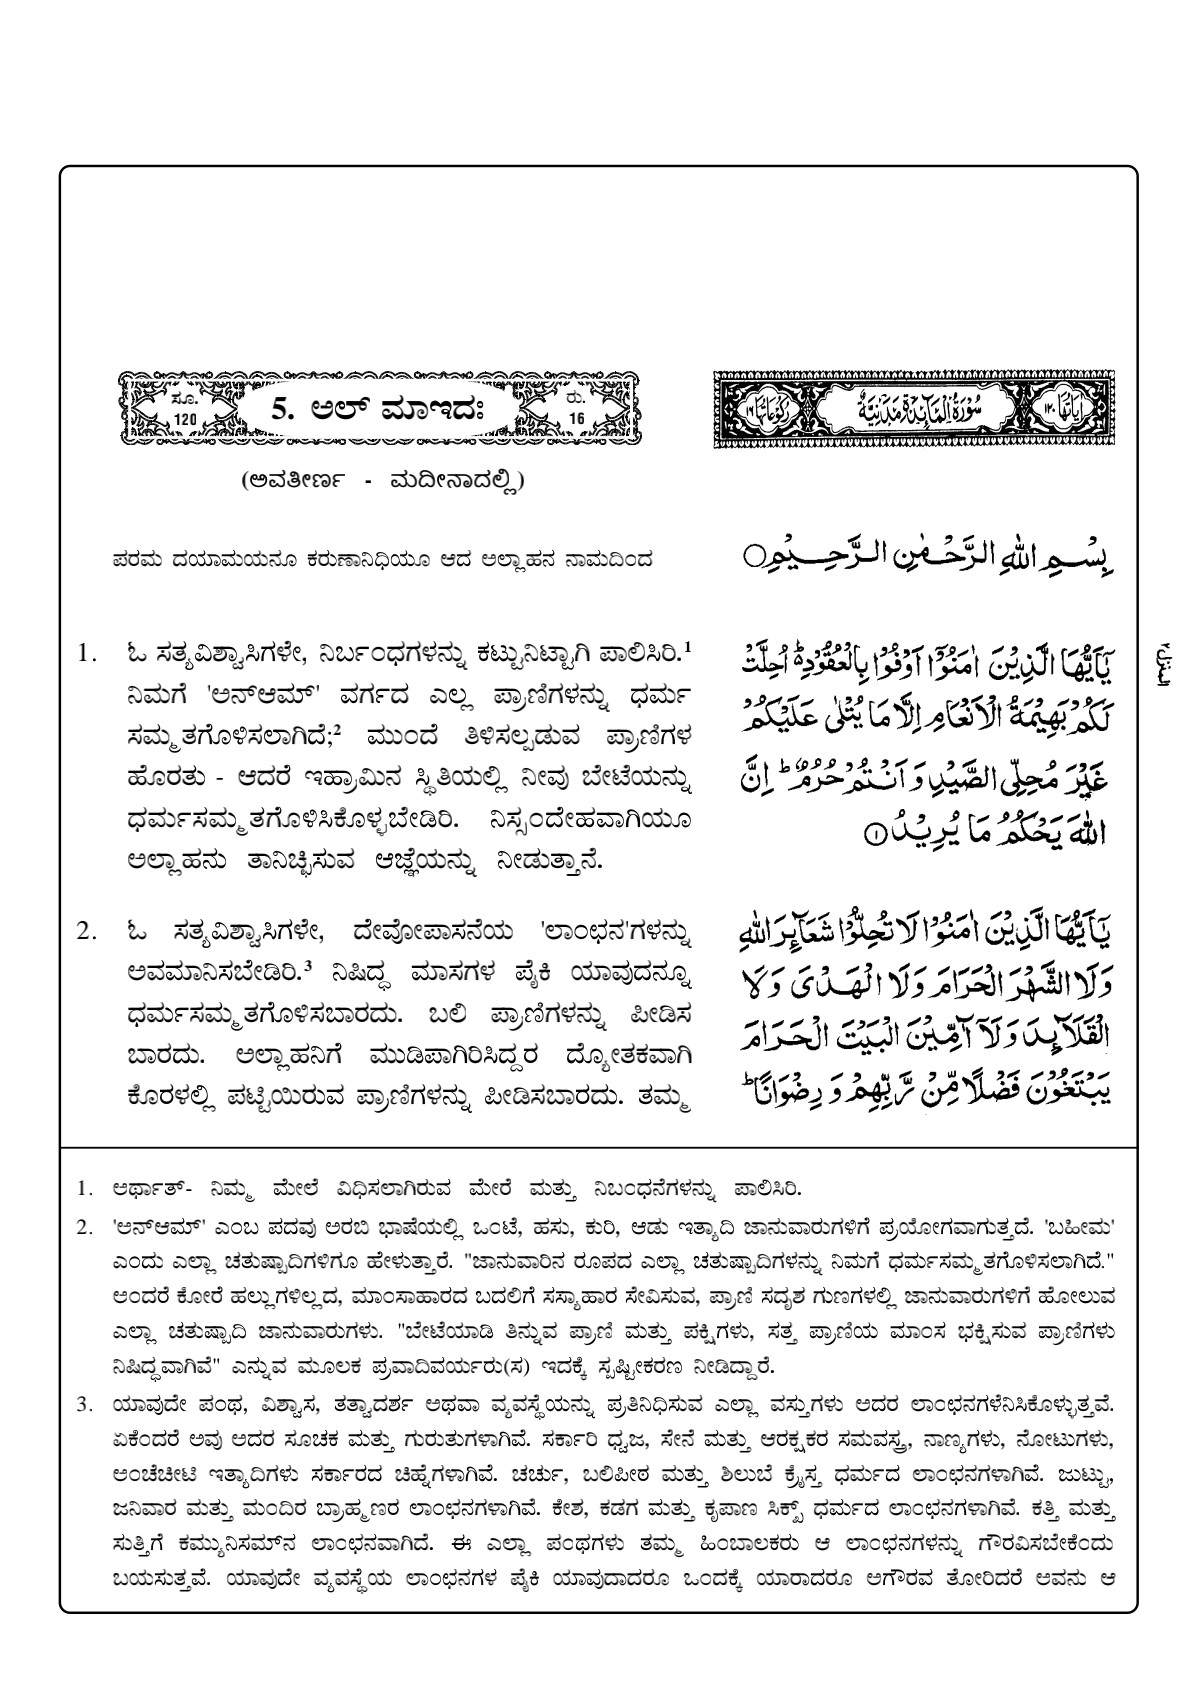 ಸೂ.
120
5. ಅಲ್ ಮಾಇದಃ
ರು.
16
اٰيَاتُهَا ١٢٠
سُوْرَةُ الْمَآئِدَةِ مَدَنِيَّةٌ
رُكُوْعَاتُهَا ١٦
(ಅವತೀರ್ಣ - ಮದೀನಾದಲ್ಲಿ)
ಪರಮ ದಯಾಮಯನೂ ಕರುಣಾನಿಧಿಯೂ ಆದ ಅಲ್ಲಾಹನ ನಾಮದಿಂದ
بِسْمِ اللهِ الرَّحْمٰنِ الرَّحِيْمِ○
1. ಓ ಸತ್ಯವಿಶ್ವಾಸಿಗಳೇ, ನಿರ್ಬಂಧಗಳನ್ನು ಕಟ್ಟುನಿಟ್ಟಾಗಿ ಪಾಲಿಸಿರಿ.¹
ನಿಮಗೆ 'ಅನ್‌ಆಮ್' ವರ್ಗದ ಎಲ್ಲ ಪ್ರಾಣಿಗಳನ್ನು ಧರ್ಮ
ಸಮ್ಮತಗೊಳಿಸಲಾಗಿದೆ;² ಮುಂದೆ ತಿಳಿಸಲ್ಪಡುವ ಪ್ರಾಣಿಗಳ
ಹೊರತು - ಆದರೆ ಇಹ್ರಾಮಿನ ಸ್ಥಿತಿಯಲ್ಲಿ ನೀವು ಬೇಟೆಯನ್ನು
ಧರ್ಮಸಮ್ಮತಗೊಳಿಸಿಕೊಳ್ಳಬೇಡಿರಿ. ನಿಸ್ಸಂದೇಹವಾಗಿಯೂ
ಅಲ್ಲಾಹನು ತಾನಿಚ್ಛಿಸುವ ಆಜ್ಞೆಯನ್ನು ನೀಡುತ್ತಾನೆ.
يٰۤاَيُّهَا الَّذِيْنَ اٰمَنُوْۤا اَوْفُوْا بِالْعُقُوْدِ ؕ اُحِلَّتْ
لَكُمْ بَهِيْمَةُ الْاَنْعَامِ اِلَّا مَا يُتْلٰى عَلَيْكُمْ
غَيْرَ مُحِلِّى الصَّيْدِ وَ اَنْتُمْ حُرُمٌ ؕ اِنَّ
اللهَ يَحْكُمُ مَا يُرِيْدُ ①
المنزل ٢
2. ಓ ಸತ್ಯವಿಶ್ವಾಸಿಗಳೇ, ದೇವೋಪಾಸನೆಯ 'ಲಾಂಛನ'ಗಳನ್ನು
ಅವಮಾನಿಸಬೇಡಿರಿ.³ ನಿಷಿದ್ಧ ಮಾಸಗಳ ಪೈಕಿ ಯಾವುದನ್ನೂ
ಧರ್ಮಸಮ್ಮತಗೊಳಿಸಬಾರದು. ಬಲಿ ಪ್ರಾಣಿಗಳನ್ನು ಪೀಡಿಸ
ಬಾರದು. ಅಲ್ಲಾಹನಿಗೆ ಮುಡಿಪಾಗಿರಿಸಿದ್ದರ ದ್ಯೋತಕವಾಗಿ
ಕೊರಳಲ್ಲಿ ಪಟ್ಟಿಯಿರುವ ಪ್ರಾಣಿಗಳನ್ನು ಪೀಡಿಸಬಾರದು. ತಮ್ಮ
يٰۤاَيُّهَا الَّذِيْنَ اٰمَنُوْا لَا تُحِلُّوْا شَعَآئِرَ اللهِ
وَلَا الشَّهْرَ الْحَرَامَ وَلَا الْهَدْىَ وَلَا
الْقَلَآئِدَ وَلَاۤ آمِّيْنَ الْبَيْتَ الْحَرَامَ
يَبْتَغُوْنَ فَضْلًا مِّنْ رَّبِّهِمْ وَ رِضْوَانًا ؕ
1. ಅರ್ಥಾತ್- ನಿಮ್ಮ ಮೇಲೆ ವಿಧಿಸಲಾಗಿರುವ ಮೇರೆ ಮತ್ತು ನಿಬಂಧನೆಗಳನ್ನು ಪಾಲಿಸಿರಿ.
2. 'ಅನ್‌ಆಮ್' ಎಂಬ ಪದವು ಅರಬಿ ಭಾಷೆಯಲ್ಲಿ ಒಂಟೆ, ಹಸು, ಕುರಿ, ಆಡು ಇತ್ಯಾದಿ ಜಾನುವಾರುಗಳಿಗೆ ಪ್ರಯೋಗವಾಗುತ್ತದೆ. 'ಬಹೀಮ'
ಎಂದು ಎಲ್ಲಾ ಚತುಷ್ಪಾದಿಗಳಿಗೂ ಹೇಳುತ್ತಾರೆ. "ಜಾನುವಾರಿನ ರೂಪದ ಎಲ್ಲಾ ಚತುಷ್ಪಾದಿಗಳನ್ನು ನಿಮಗೆ ಧರ್ಮಸಮ್ಮತಗೊಳಿಸಲಾಗಿದೆ."
ಅಂದರೆ ಕೋರೆ ಹಲ್ಲುಗಳಿಲ್ಲದ, ಮಾಂಸಾಹಾರದ ಬದಲಿಗೆ ಸಸ್ಯಾಹಾರ ಸೇವಿಸುವ, ಪ್ರಾಣಿ ಸದೃಶ ಗುಣಗಳಲ್ಲಿ ಜಾನುವಾರುಗಳಿಗೆ ಹೋಲುವ
ಎಲ್ಲಾ ಚತುಷ್ಪಾದಿ ಜಾನುವಾರುಗಳು. "ಬೇಟೆಯಾಡಿ ತಿನ್ನುವ ಪ್ರಾಣಿ ಮತ್ತು ಪಕ್ಷಿಗಳು, ಸತ್ತ ಪ್ರಾಣಿಯ ಮಾಂಸ ಭಕ್ಷಿಸುವ ಪ್ರಾಣಿಗಳು
ನಿಷಿದ್ಧವಾಗಿವೆ" ಎನ್ನುವ ಮೂಲಕ ಪ್ರವಾದಿವರ್ಯರು(ಸ) ಇದಕ್ಕೆ ಸ್ಪಷ್ಟೀಕರಣ ನೀಡಿದ್ದಾರೆ.
3. ಯಾವುದೇ ಪಂಥ, ವಿಶ್ವಾಸ, ತತ್ವಾದರ್ಶ ಅಥವಾ ವ್ಯವಸ್ಥೆಯನ್ನು ಪ್ರತಿನಿಧಿಸುವ ಎಲ್ಲಾ ವಸ್ತುಗಳು ಅದರ ಲಾಂಛನಗಳೆನಿಸಿಕೊಳ್ಳುತ್ತವೆ.
ಏಕೆಂದರೆ ಅವು ಅದರ ಸೂಚಕ ಮತ್ತು ಗುರುತುಗಳಾಗಿವೆ. ಸರ್ಕಾರಿ ಧ್ವಜ, ಸೇನೆ ಮತ್ತು ಆರಕ್ಷಕರ ಸಮವಸ್ತ್ರ, ನಾಣ್ಯಗಳು, ನೋಟುಗಳು,
ಅಂಚೆಚೀಟಿ ಇತ್ಯಾದಿಗಳು ಸರ್ಕಾರದ ಚಿಹ್ನೆಗಳಾಗಿವೆ. ಚರ್ಚು, ಬಲಿಪೀಠ ಮತ್ತು ಶಿಲುಬೆ ಕ್ರೈಸ್ತ ಧರ್ಮದ ಲಾಂಛನಗಳಾಗಿವೆ. ಜುಟ್ಟು,
ಜನಿವಾರ ಮತ್ತು ಮಂದಿರ ಬ್ರಾಹ್ಮಣರ ಲಾಂಛನಗಳಾಗಿವೆ. ಕೇಶ, ಕಡಗ ಮತ್ತು ಕೃಪಾಣ ಸಿಕ್ಖ್ ಧರ್ಮದ ಲಾಂಛನಗಳಾಗಿವೆ. ಕತ್ತಿ ಮತ್ತು
ಸುತ್ತಿಗೆ ಕಮ್ಯುನಿಸಮ್‌ನ ಲಾಂಛನವಾಗಿದೆ. ಈ ಎಲ್ಲಾ ಪಂಥಗಳು ತಮ್ಮ ಹಿಂಬಾಲಕರು ಆ ಲಾಂಛನಗಳನ್ನು ಗೌರವಿಸಬೇಕೆಂದು
ಬಯಸುತ್ತವೆ. ಯಾವುದೇ ವ್ಯವಸ್ಥೆಯ ಲಾಂಛನಗಳ ಪೈಕಿ ಯಾವುದಾದರೂ ಒಂದಕ್ಕೆ ಯಾರಾದರೂ ಅಗೌರವ ತೋರಿದರೆ ಅವನು ಆ